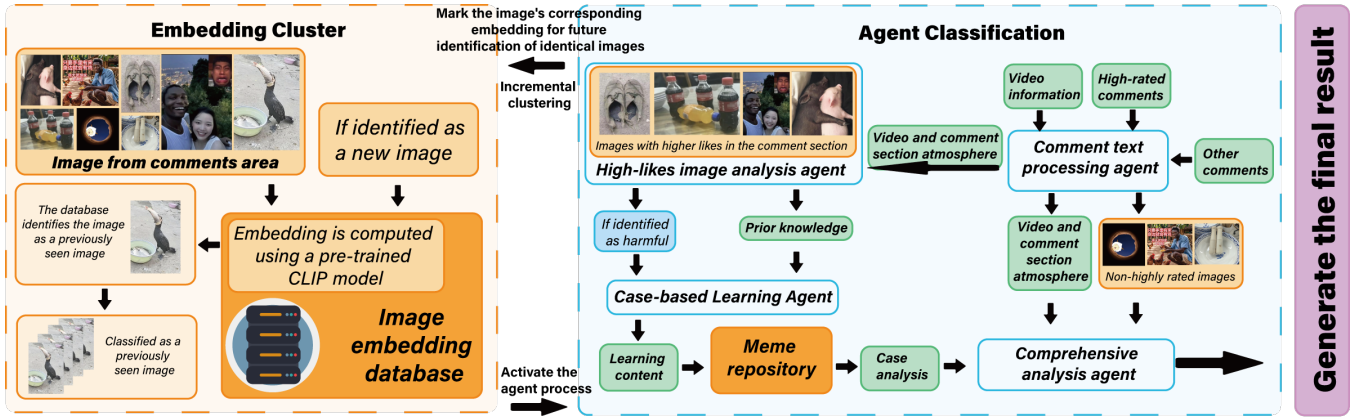 Embedding Cluster
Image from comments area
If identified as
a new image
The database
identifies the image
as a previously
seen image
Embedding is computed
using a pre-trained
CLIP model
Image
embedding
database
Classified as a
previously
seen image
Mark the image's corresponding
embedding for future
identification of identical images
Incremental
clustering
Activate the
agent process
Agent Classification
Images with higher likes in the comment section
High-likes image analysis agent
Video and comment
section atmosphere
Video
information
High-rated
comments
Comment text
processing agent
Other
comments
If identified
as harmful
Prior knowledge
Video and
comment
section
atmosphere
Non-highly rated images
Case-based Learning Agent
Learning
content
Meme
repository
Case
analysis
Comprehensive
analysis agent
Generate the final result